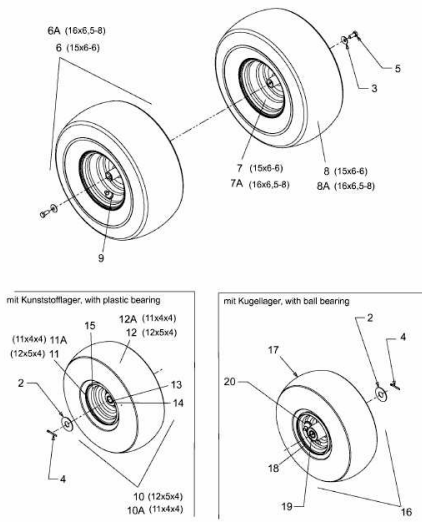 6A (16x6,5-8)
6 (15x6-6)
5
3
7 (15x6-6)
7A (16x6,5-8)
8 (15x6-6)
8A (16x6,5-8)
9
mit Kunststofflager, with plastic bearing
12A (11x4x4)
12 (12x5x4)
15
(11x4x4) 11A
(12x5x4) 11
2
13
14
4
10 (12x5x4)
10A (11x4x4)
mit Kugellager, with ball bearing
2
4
17
20
18
19
16